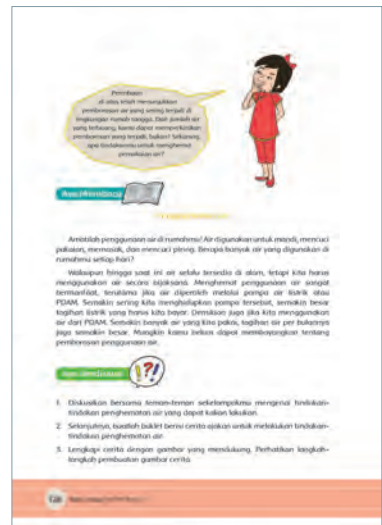 Percobaan
di atas telah menunjukkan
pemborosan air yang sering terjadi di
lingkungan rumah tangga. Dari jumlah air
yang terbuang, kamu dapat memperkirakan
pemborosan yang terjadi, bukan? Sekarang,
apa tindakanmu untuk menghemat
pemakaian air?
Ayo Membaca
Amatilah penggunaan air di rumahmu! Air digunakan untuk mandi, mencuci
pakaian, memasak, dan mencuci piring. Berapa banyak air yang digunakan di
rumahmu setiap hari?
Walaupun hingga saat ini air selalu tersedia di alam, tetapi kita harus
menggunakan air secara bijaksana. Menghemat penggunaan air sangat
bermanfaat, terutama jika air diperoleh melalui pompa air listrik atau
PDAM. Semakin sering kita menghidupkan pompa tersebut, semakin besar
tagihan listrik yang harus kita bayar. Demikian juga jika kita menggunakan
air dari PDAM. Semakin banyak air yang kita pakai, tagihan air per bulannya
juga semakin besar. Mungkin kamu belum dapat membayangkan tentang
pemborosan penggunaan air.
1. Diskusikan bersama teman-teman sekelompokmu mengenai tindakan-
tindakan penghematan air yang dapat kalian lakukan.
2. Selanjutnya, buatlah buklet berisi cerita ajakan untuk melakukan tindakan-
tindakan penghematan air.
3. Lengkapi cerita dengan gambar yang mendukung. Perhatikan langkah-
langkah pembuatan gambar cerita.